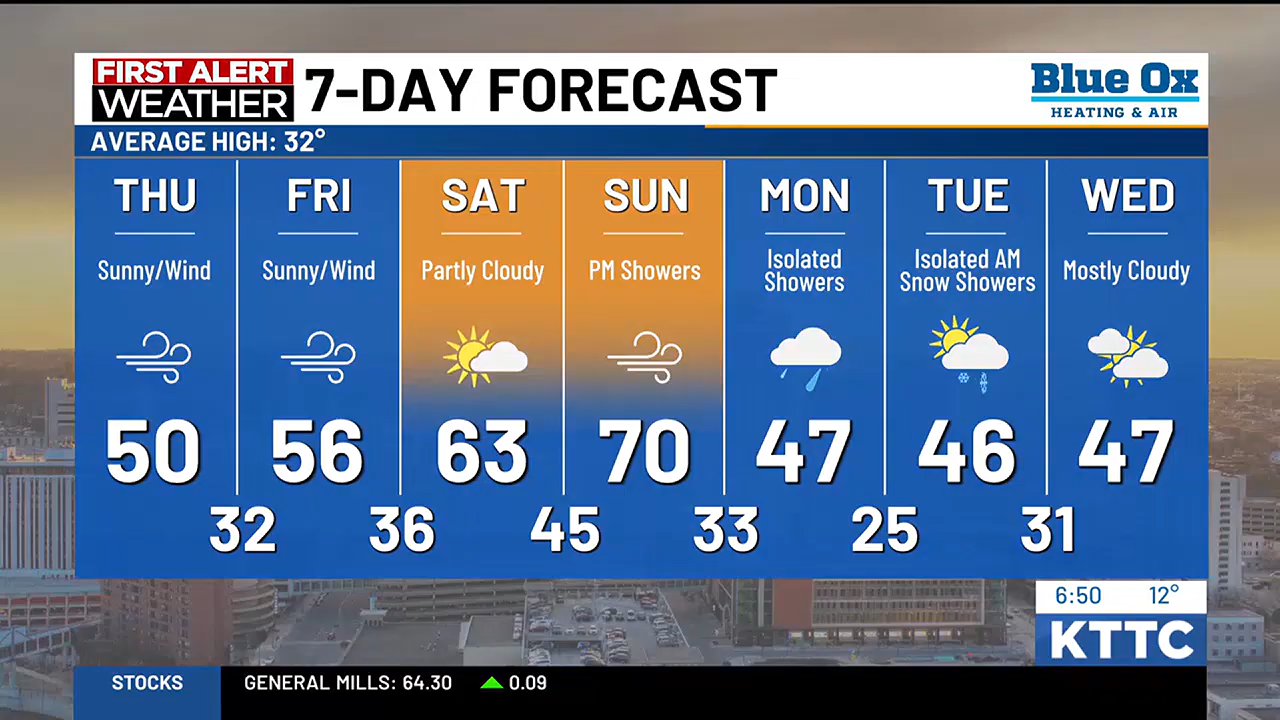 FIRST ALERT
WEATHER
7-DAY FORECAST
Blue Ox
HEATING & AIR
AVERAGE HIGH: 32°
THU
FRI
SAT
SUN
MON
TUE
WED
Sunny/Wind
Sunny/Wind
Partly Cloudy
PM Showers
Isolated
Showers
Isolated AM
Snow Showers
Mostly Cloudy
50
56
63
70
47
46
47
32
36
45
33
25
31
6:50 12°
KTTC
STOCKS
GENERAL MILLS: 64.30 0.09